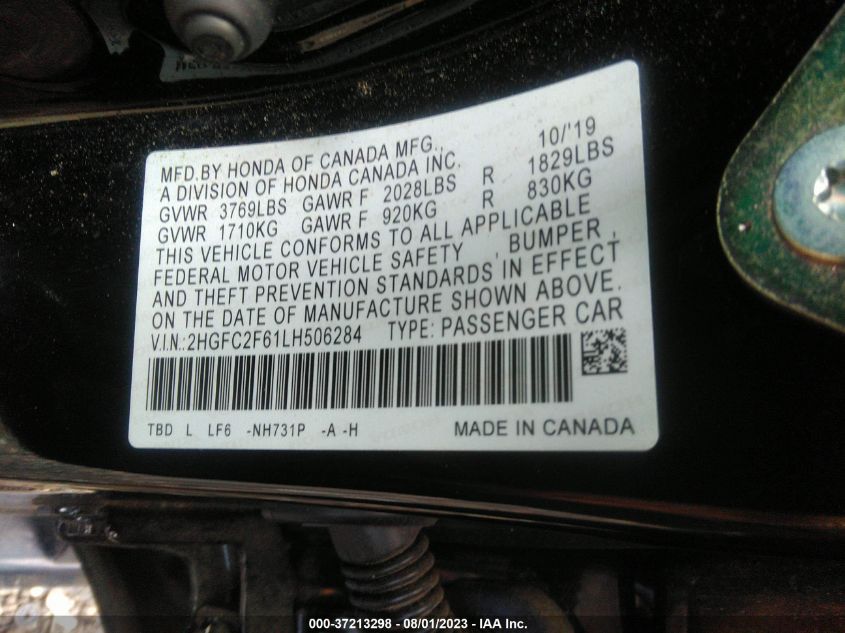 MFD.BY HONDA OF CANADA MFG., 10/'19
A DIVISION OF HONDA CANADA INC.
GVWR 3769LBS GAWR F 2028LBS R 1829LBS
GVWR 1710KG GAWR F 920KG R 830KG
THIS VEHICLE CONFORMS TO ALL APPLICABLE
FEDERAL MOTOR VEHICLE SAFETY , BUMPER ,
AND THEFT PREVENTION STANDARDS IN EFFECT
ON THE DATE OF MANUFACTURE SHOWN ABOVE.
V.I.N.:2HGFC2F61LH506284 TYPE: PASSENGER CAR
TBD L LF6 -NH731P -A -H MADE IN CANADA
000-37213298 - 08/01/2023 - IAA Inc.